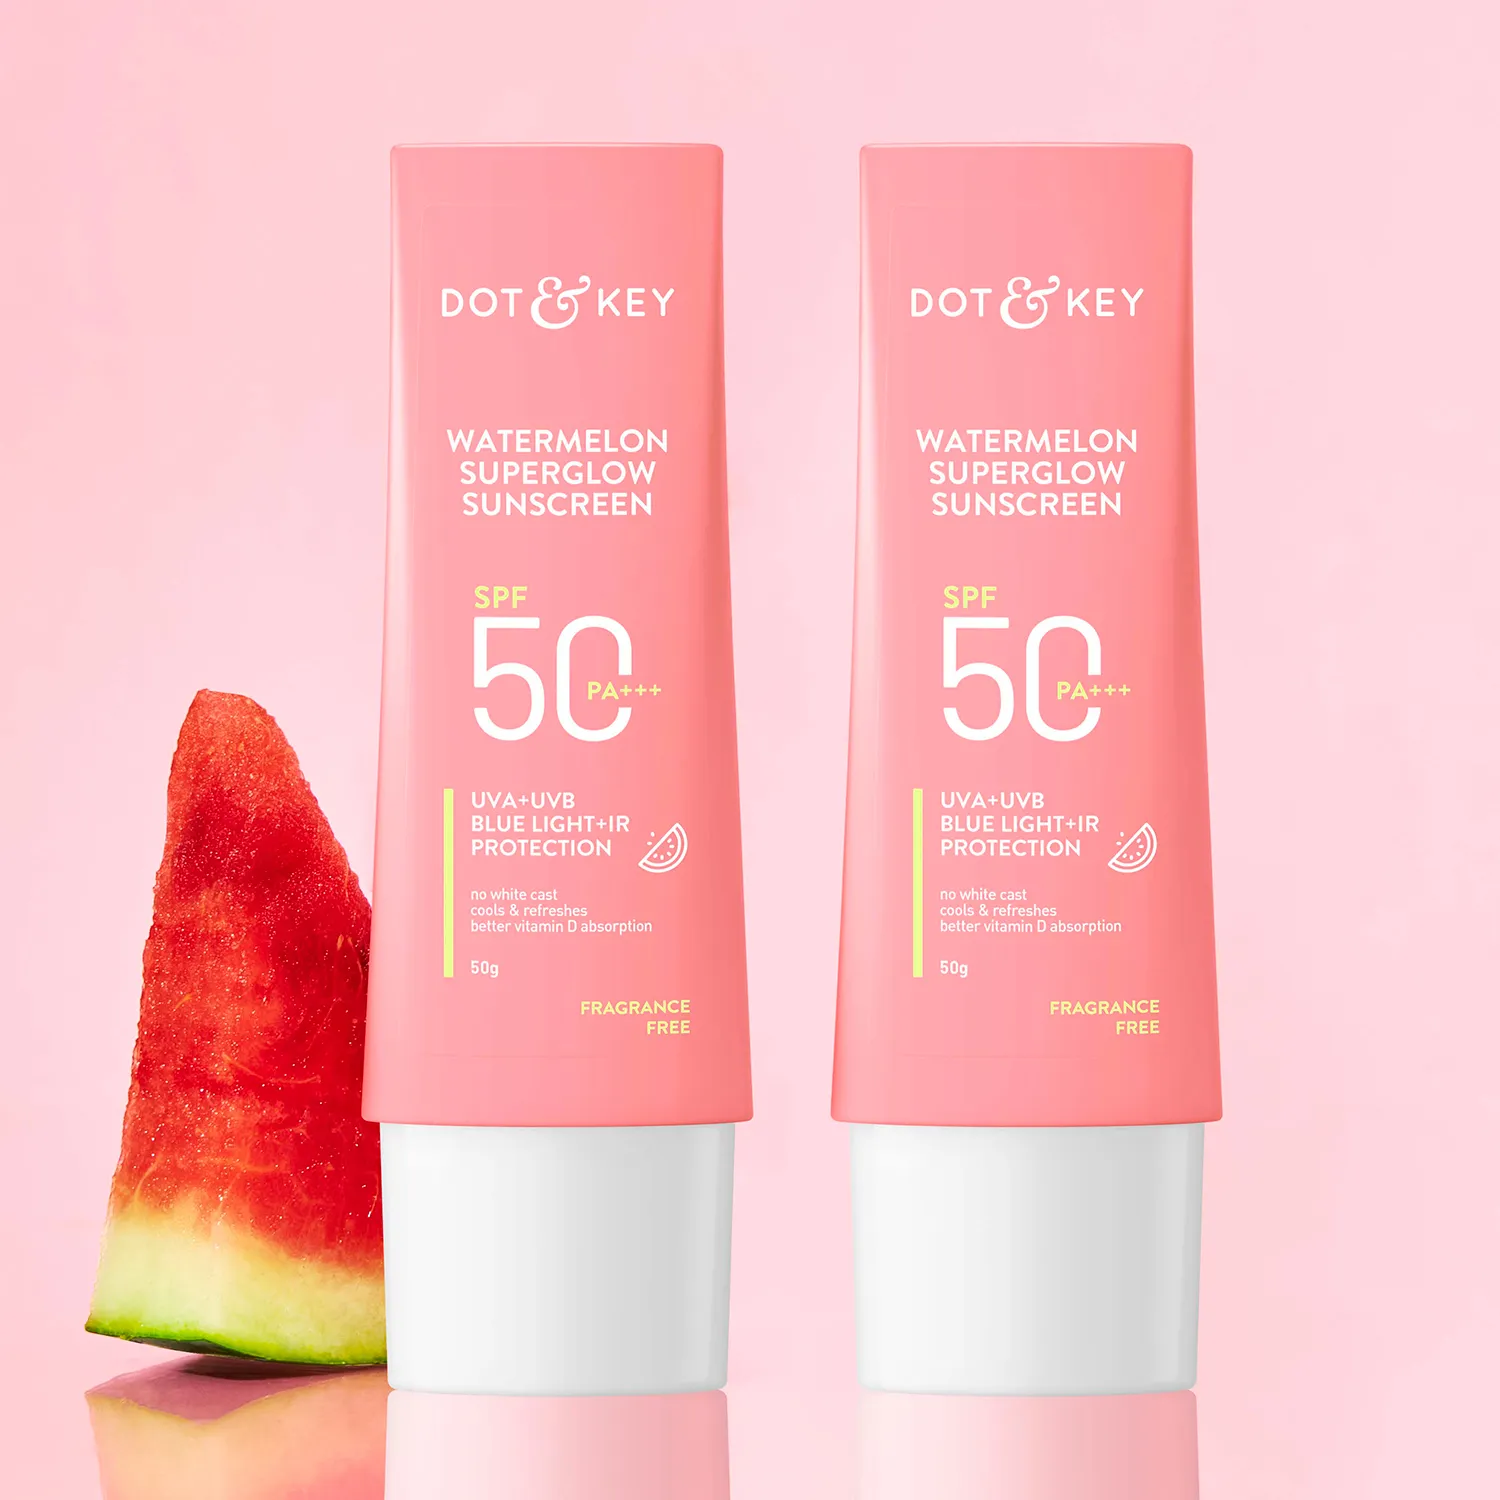 DOT & KEY
WATERMELON
SUPERGLOW
SUNSCREEN
SPF
50
PA+++
UVA+UVB
BLUE LIGHT+IR
PROTECTION
no white cast
cools & refreshes
better vitamin D absorption
50g
FRAGRANCE
FREE
DOT & KEY
WATERMELON
SUPERGLOW
SUNSCREEN
SPF
50
PA+++
UVA+UVB
BLUE LIGHT+IR
PROTECTION
no white cast
cools & refreshes
better vitamin D absorption
50g
FRAGRANCE
FREE